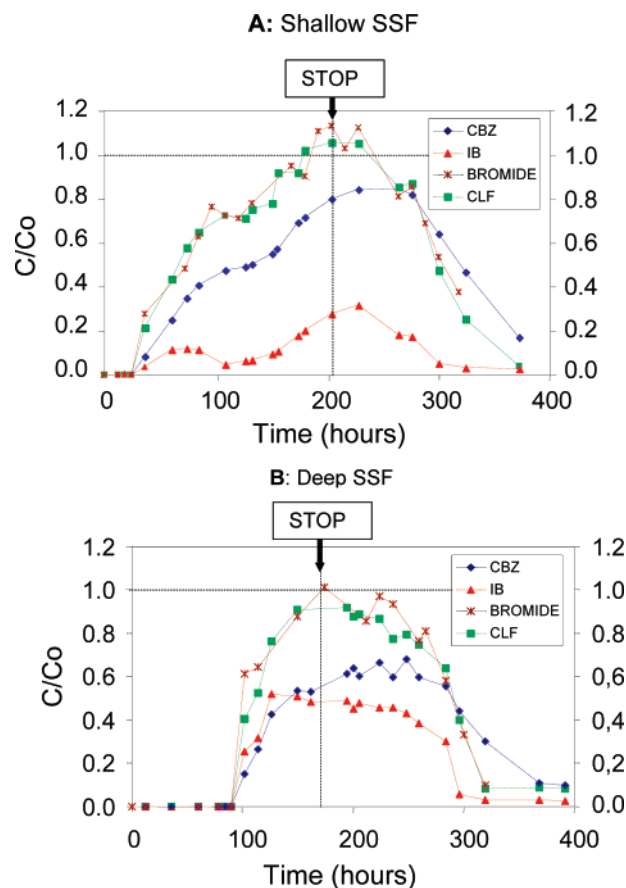 A: Shallow SSF
STOP
1.2 1.2
CBZ
IB
BROMIDE
CLF
1.0 1.0
0.8 0.8
0.6 0.6
C/Co
0.4 0.4
0.2 0.2
0.0 0.0
100 200 300 400
Time (hours)
B: Deep SSF
STOP
1.2 1.2
CBZ
IB
BROMIDE
CLF
1.0 1.0
0.8 0.8
0.6 0,6
C/Co
0.4 0,4
0.2 0.2
0.0 0.0
0 100 200 300 400
Time (hours)